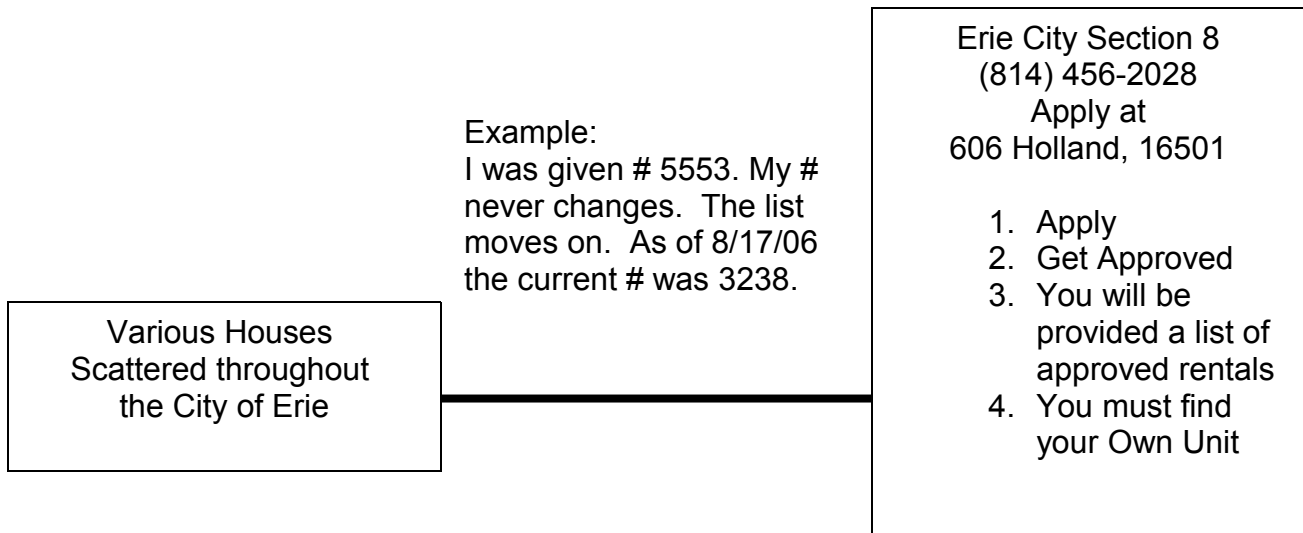 Erie City Section 8
(814) 456-2028
Apply at
606 Holland, 16501
Example:
I was given # 5553. My #
never changes. The list
moves on. As of 8/17/06
the current # was 3238.
1. Apply
2. Get Approved
3. You will be
provided a list of
approved rentals
4. You must find
your Own Unit
Various Houses
Scattered throughout
the City of Erie